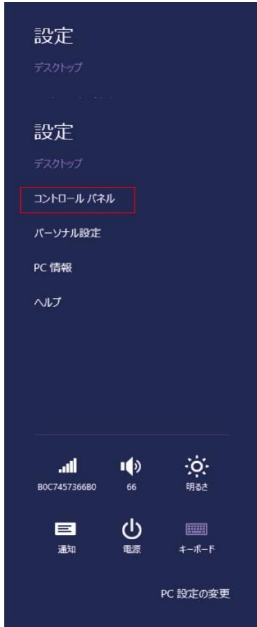 設定
デスクトップ
設定
デスクトップ
コントロール パネル
パーソナル設定
PC 情報
ヘルプ
B0C7457366B0 66 明るさ
通知 電源 キーボード
PC 設定の変更